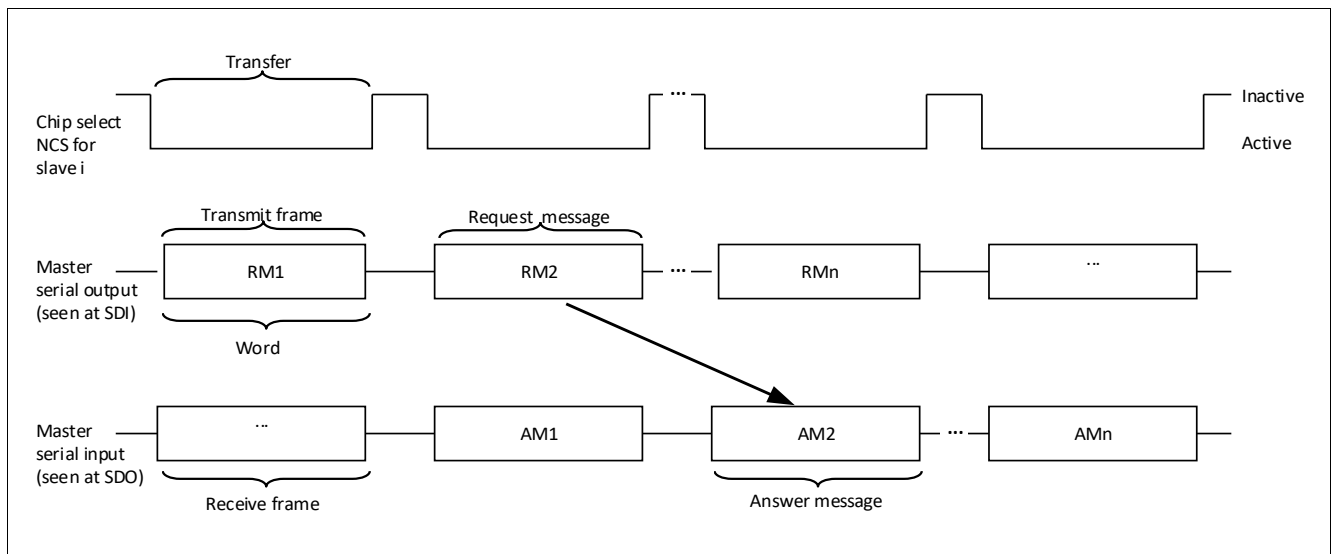 Transfer
...
Inactive
Chip select
NCS for
slave i
Active
Transmit frame
Request message
Master
serial output
(seen at SDI)
RM1
RM2
...
RMn
...
Word
Master
serial input
(seen at SDO)
...
AM1
AM2
...
AMn
Receive frame
Answer message